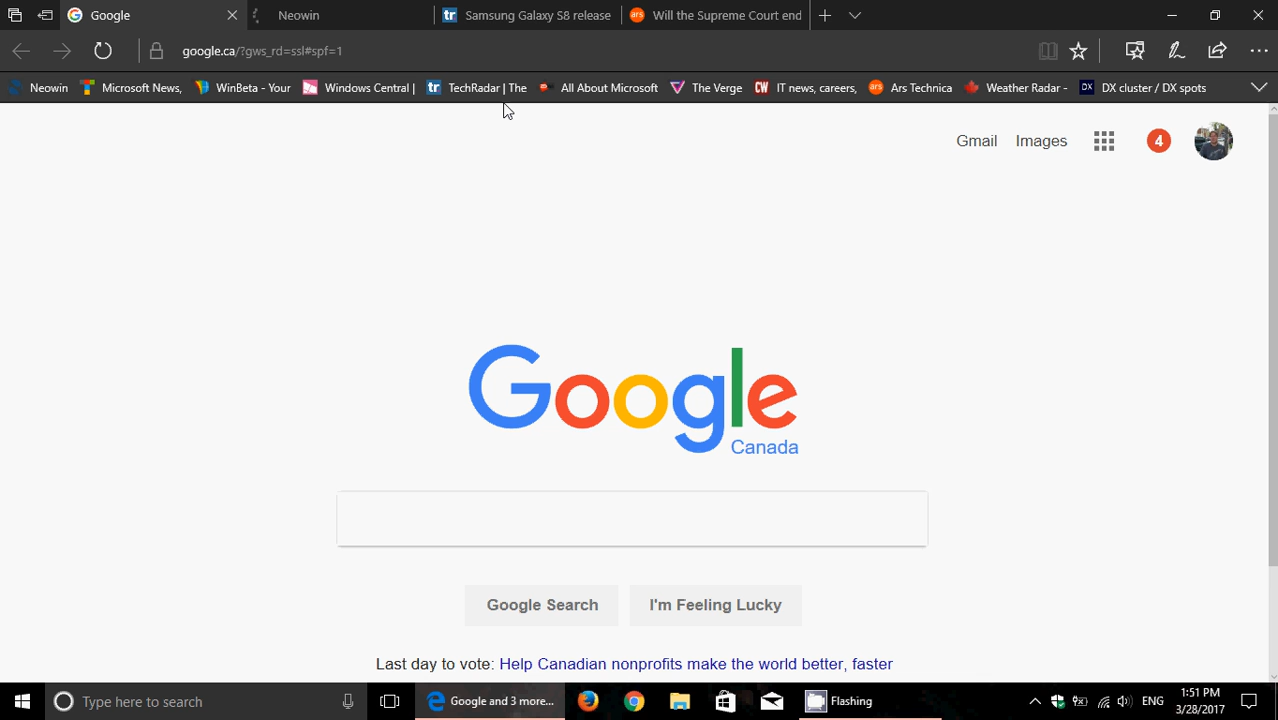 Google
Neowin
Samsung Galaxy S8 release
Will the Supreme Court end
google.ca/?gws_rd=ssl#spf=1
Neowin
Microsoft News,
WinBeta - Your
Windows Central |
tr TechRadar | The
All About Microsoft
The Verge
CW IT news, careers,
ars Ars Technica
Weather Radar -
DX DX cluster / DX spots
Gmail Images 4
Google
Canada
Google Search
I'm Feeling Lucky
Last day to vote: Help Canadian nonprofits make the world better, faster
Type here to search
Google and 3 more...
Flashing
ENG
1:51 PM
3/28/2017